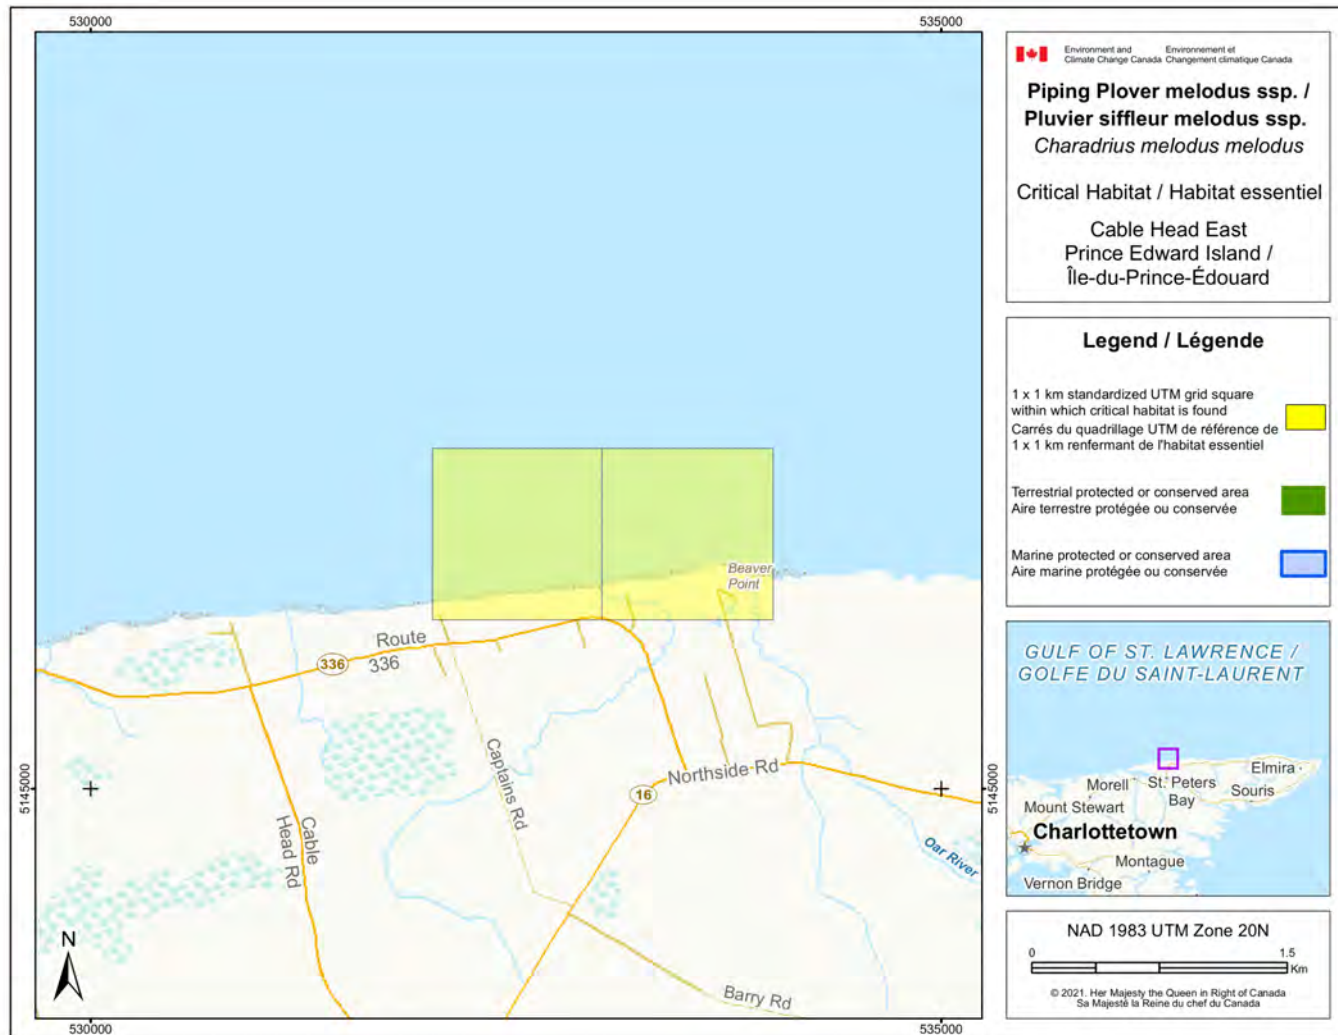 530000
535000
Environment and
Climate Change Canada
Environnement et
Changement climatique Canada
Piping Plover melodus ssp. /
Pluvier siffleur melodus ssp.
Charadrius melodus melodus
Critical Habitat / Habitat essentiel
Cable Head East
Prince Edward Island /
Île-du-Prince-Édouard
Legend / Légende
1 x 1 km standardized UTM grid square
within which critical habitat is found
Carrés du quadrillage UTM de référence de
1 x 1 km renfermant de l'habitat essentiel
Terrestrial protected or conserved area
Aire terrestre protégée ou conservée
Marine protected or conserved area
Aire marine protégée ou conservée
Beaver
Point
Route
336
336
Captains Rd
Northside Rd
16
Cable
Head Rd
Oar River
Barry Rd
5145000
5145000
N
GULF OF ST. LAWRENCE /
GOLFE DU SAINT-LAURENT
Elmira
Morell
St. Peters
Bay
Souris
Mount Stewart
Charlottetown
Montague
Vernon Bridge
NAD 1983 UTM Zone 20N
0
1.5
Km
© 2021. Her Majesty the Queen in Right of Canada
Sa Majesté la Reine du chef du Canada
530000
535000